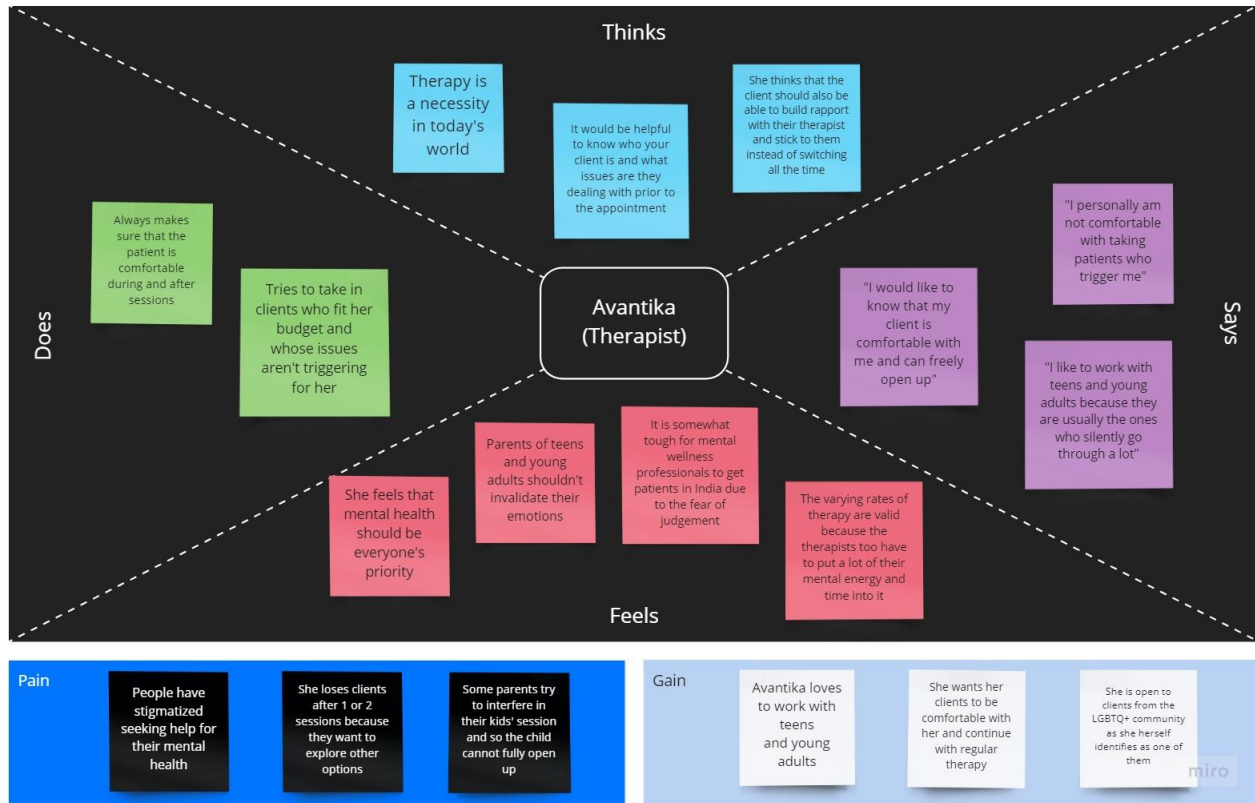 Thinks
Therapy is
a necessity
in today's
world
It would be helpful
to know who your
client is and what
issues are they
dealing with prior to
the appointment
She thinks that the
client should also be
able to build rapport
with their therapist
and stick to them
instead of switching
all the time
Does
Always makes
sure that the
patient is
comfortable
during and after
sessions
Tries to take in
clients who fit her
budget and
whose issues
aren't triggering
for her
Avantika
(Therapist)
Says
"I personally am
not comfortable
with taking
patients who
trigger me"
"I would like to
know that my
client is
comfortable with
me and can freely
open up"
"I like to work with
teens and young
adults because they
are usually the ones
who silently go
through a lot"
She feels that
mental health
should be
everyone's
priority
Parents of teens
and young
adults shouldn't
invalidate their
emotions
It is somewhat
tough for mental
wellness
professionals to get
patients in India due
to the fear of
judgement
The varying rates of
therapy are valid
because the
therapists too have
to put a lot of their
mental energy and
time into it
Feels
Pain
People have
stigmatized
seeking help for
their mental
health
She loses clients
after 1 or 2
sessions because
they want to
explore other
options
Some parents try
to interfere in
their kids' session
and so the child
cannot fully open
up
Gain
Avantika loves
to work with
teens
and young
adults
She wants her
clients to be
comfortable with
her and continue
with regular
therapy
She is open to
clients from the
LGBTQ+ community
as she herself
identifies as one of
them
miro